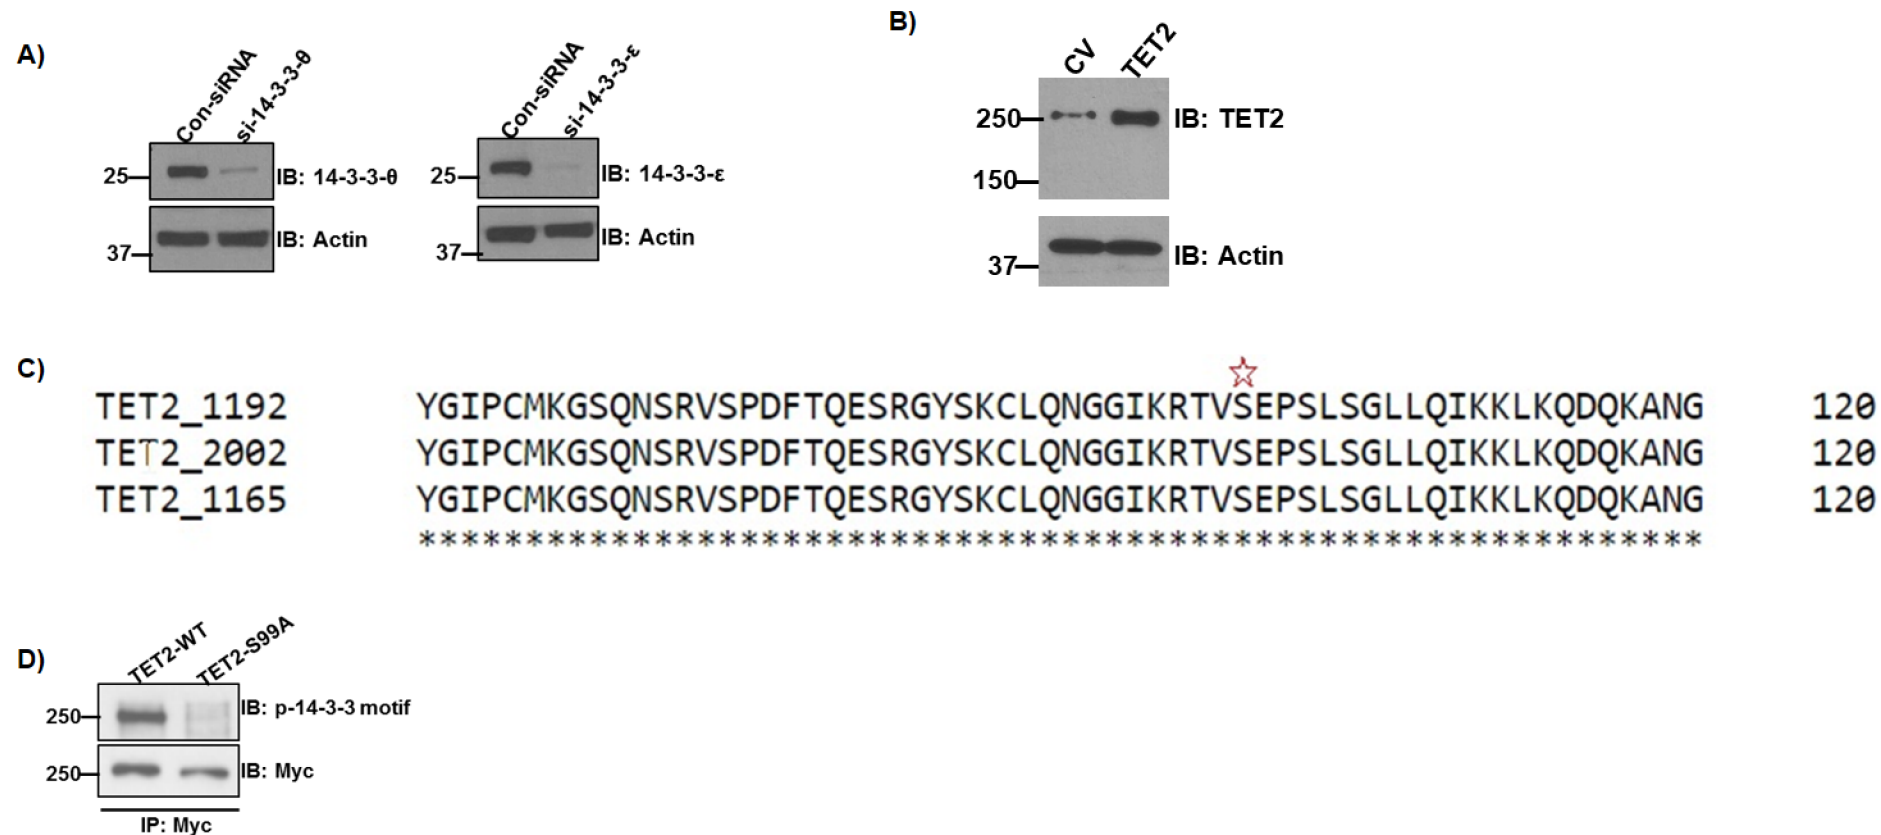 A)
Con-siRNA
si-14-3-3-θ
25
IB: 14-3-3-θ
37
IB: Actin
Con-siRNA
si-14-3-3-ε
25
IB: 14-3-3-ε
37
IB: Actin
B)
CV
TET2
250
IB: TET2
150
37
IB: Actin
C)
TET2_1192 YGIPCMKGSQNSRVSPDFTQESRGYSKCLQNGGIKRTVSEPSLSGLLQIKKLKQDQKANG 120
TET2_2002 YGIPCMKGSQNSRVSPDFTQESRGYSKCLQNGGIKRTVSEPSLSGLLQIKKLKQDQKANG 120
TET2_1165 YGIPCMKGSQNSRVSPDFTQESRGYSKCLQNGGIKRTVSEPSLSGLLQIKKLKQDQKANG 120
************************************************************
D)
TET2-WT
TET2-S99A
250
IB: p-14-3-3 motif
250
IB: Myc
IP: Myc